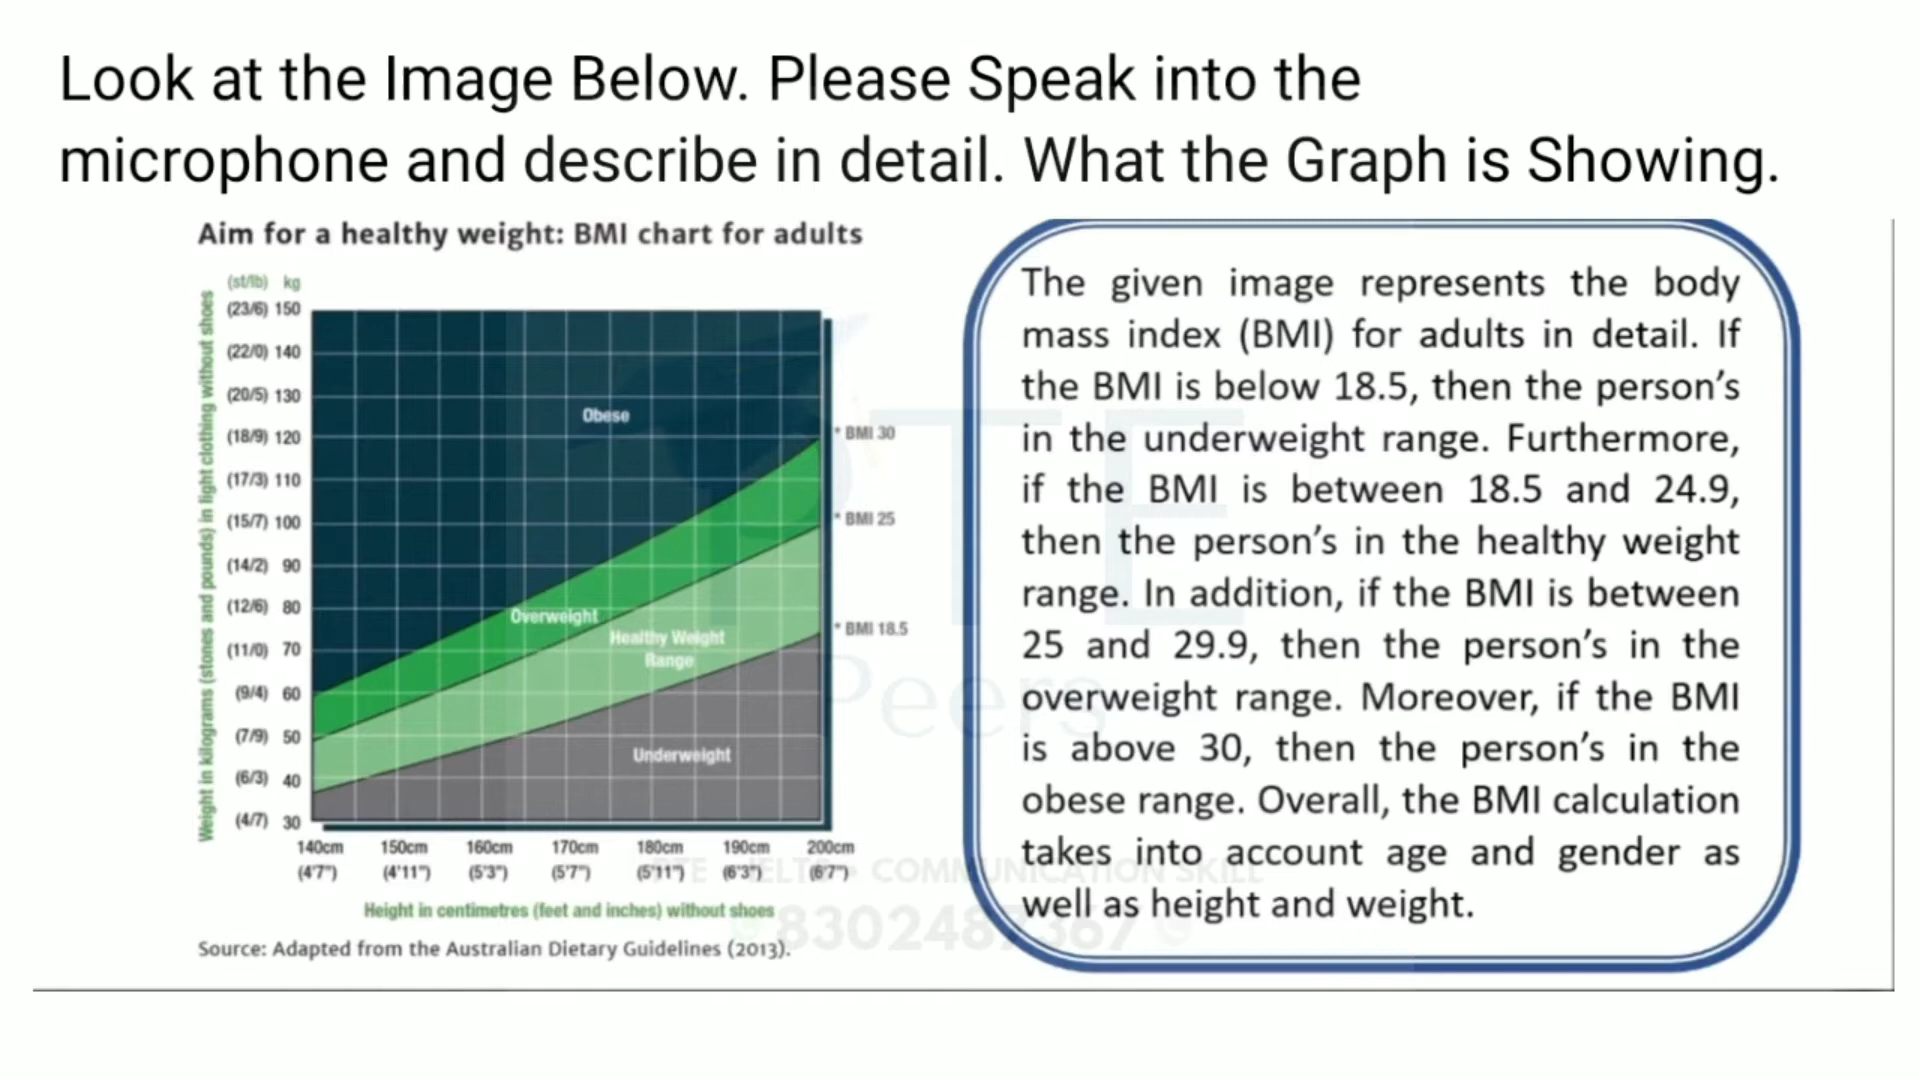 Look at the Image Below. Please Speak into the
microphone and describe in detail. What the Graph is Showing.
Aim for a healthy weight: BMI chart for adults
(st/lb) kg
(23/6) 150
(22/0) 140
(20/5) 130
(18/9) 120
(17/3) 110
(15/7) 100
(14/2) 90
(12/6) 80
(11/0) 70
(9/4) 60
(7/9) 50
(6/3) 40
(4/7) 30
Weight in kilograms (stones and pounds) in light clothing without shoes
Obese
Overweight
Healthy Weight
Range
Underweight
* BMI 30
* BMI 25
* BMI 18.5
140cm 150cm 160cm 170cm 180cm 190cm 200cm
(4'7") (4'11") (5'3") (5'7") (5'11") (6'3") (6'7")
Height in centimetres (feet and inches) without shoes
Source: Adapted from the Australian Dietary Guidelines (2013).
The given image represents the body
mass index (BMI) for adults in detail. If
the BMI is below 18.5, then the person's
in the underweight range. Furthermore,
if the BMI is between 18.5 and 24.9,
then the person's in the healthy weight
range. In addition, if the BMI is between
25 and 29.9, then the person's in the
overweight range. Moreover, if the BMI
is above 30, then the person's in the
obese range. Overall, the BMI calculation
takes into account age and gender as
well as height and weight.
PTE
Peers
PTE IELTS COMMUNICATION SKILL